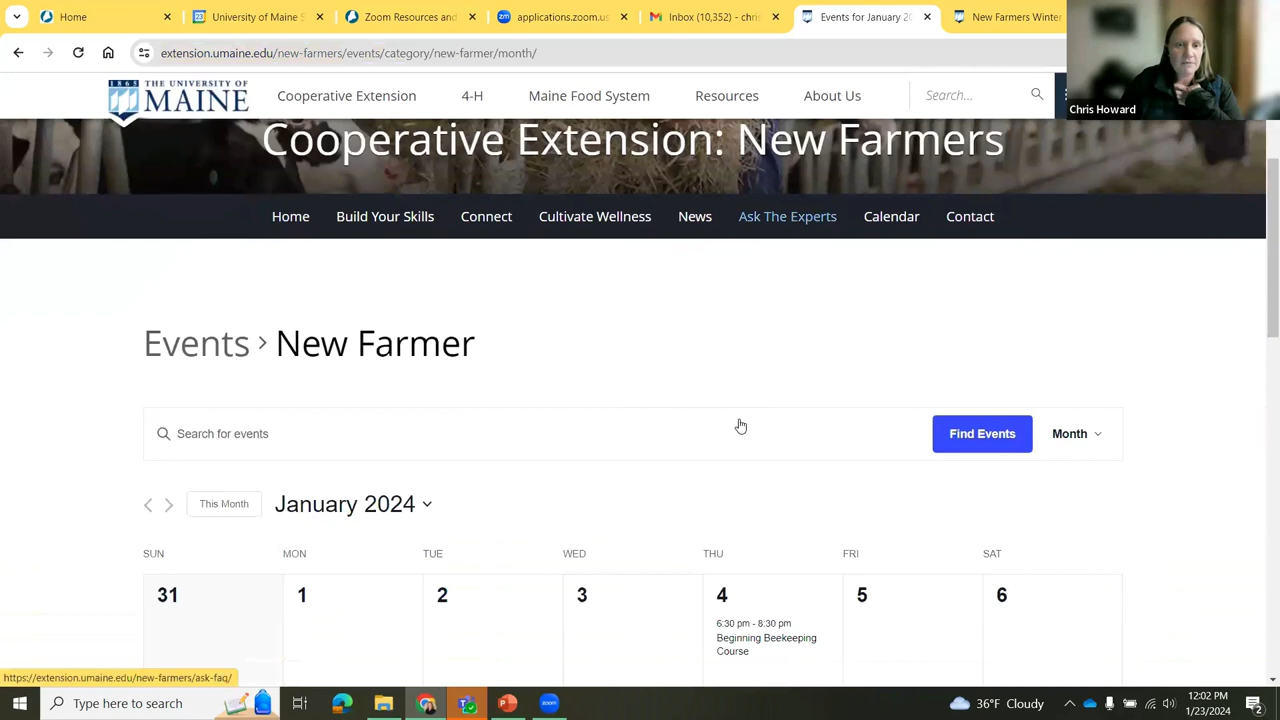 Home
University of Maine S
Zoom Resources and
applications.zoom.us
Inbox (10,352) - chris
Events for January 20
New Farmers Winter
extension.umaine.edu/new-farmers/events/category/new-farmer/month/
Chris Howard
1865 THE UNIVERSITY OF
MAINE
Cooperative Extension
4-H
Maine Food System
Resources
About Us
Search...
Cooperative Extension: New Farmers
Home
Build Your Skills
Connect
Cultivate Wellness
News
Ask The Experts
Calendar
Contact
Events > New Farmer
Search for events
Find Events
Month
This Month
January 2024
SUN MON TUE WED THU FRI SAT
31 1 2 3 4 5 6
6:30 pm - 8:30 pm
Beginning Beekeeping
Course
https://extension.umaine.edu/new-farmers/ask-faq/
Type here to search
36°F Cloudy
12:02 PM
1/23/2024
2